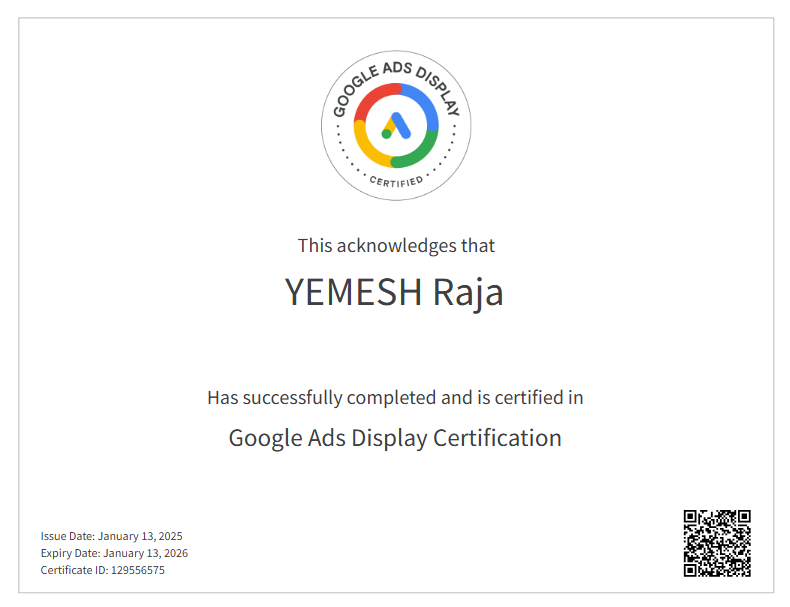 GOOGLE ADS DISPLAY
CERTIFIED
This acknowledges that
YEMESH Raja
Has successfully completed and is certified in
Google Ads Display Certification
Issue Date: January 13, 2025
Expiry Date: January 13, 2026
Certificate ID: 129556575